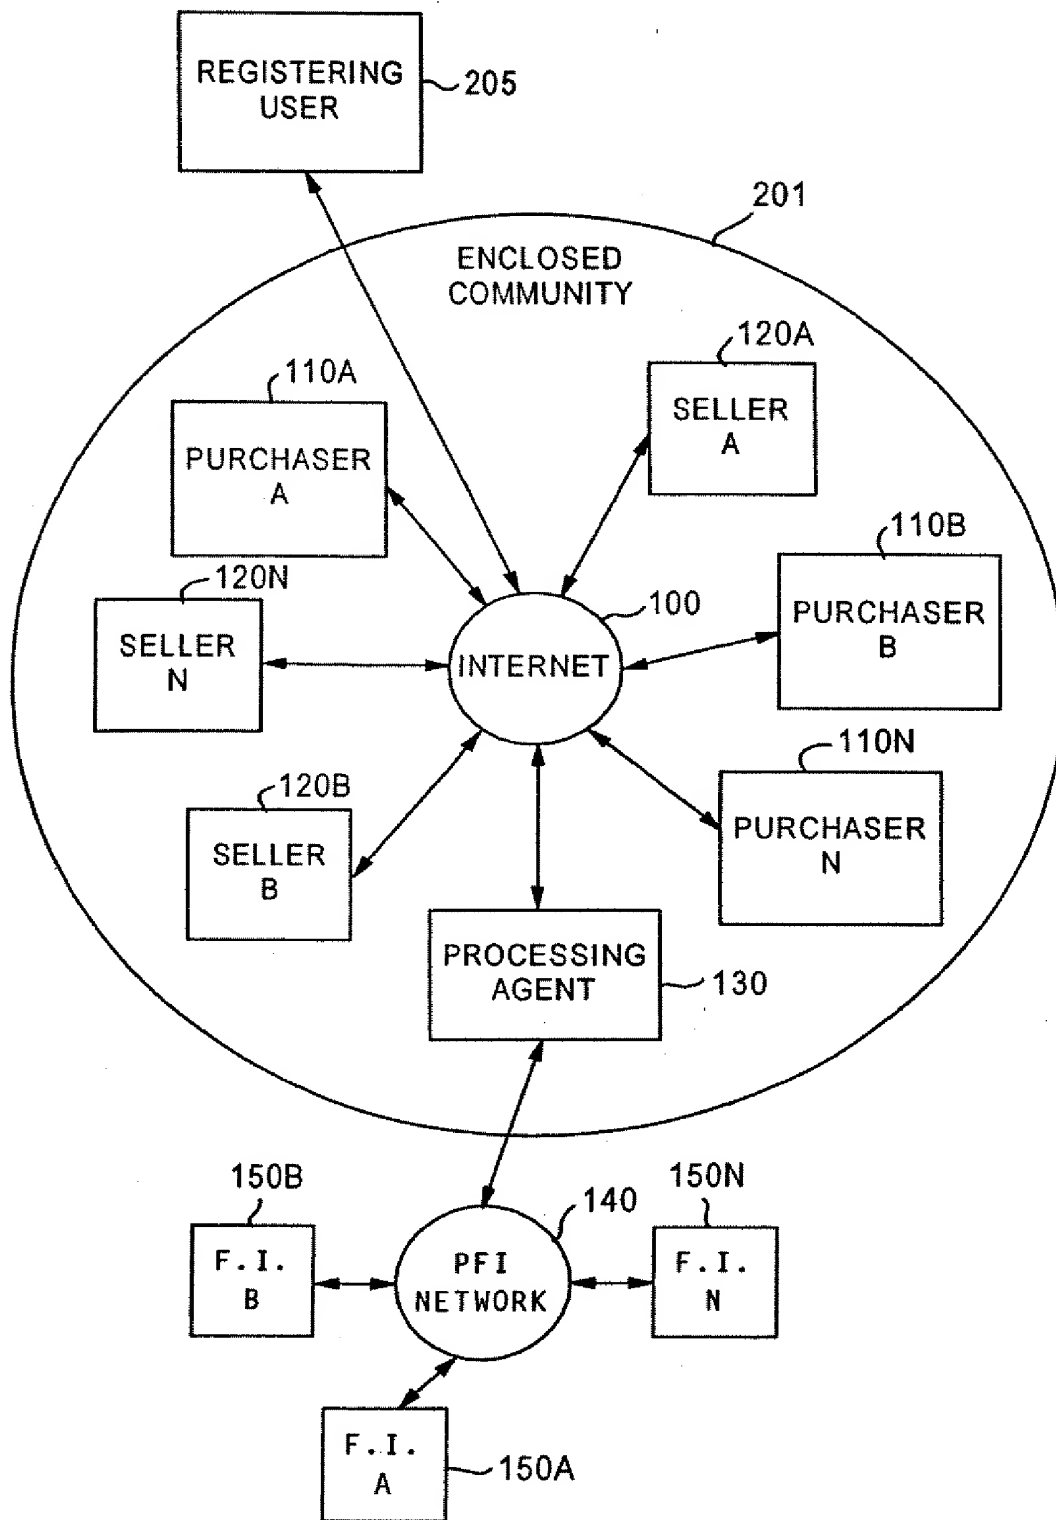 REGISTERING
USER
205
201
ENCLOSED
COMMUNITY
120A
SELLER
A
110A
PURCHASER
A
110B
PURCHASER
B
120N
SELLER
N
100
INTERNET
110N
PURCHASER
N
120B
SELLER
B
PROCESSING
AGENT
130
150B
F.I.
B
140
PFI
NETWORK
150N
F.I.
N
F.I.
A
150A